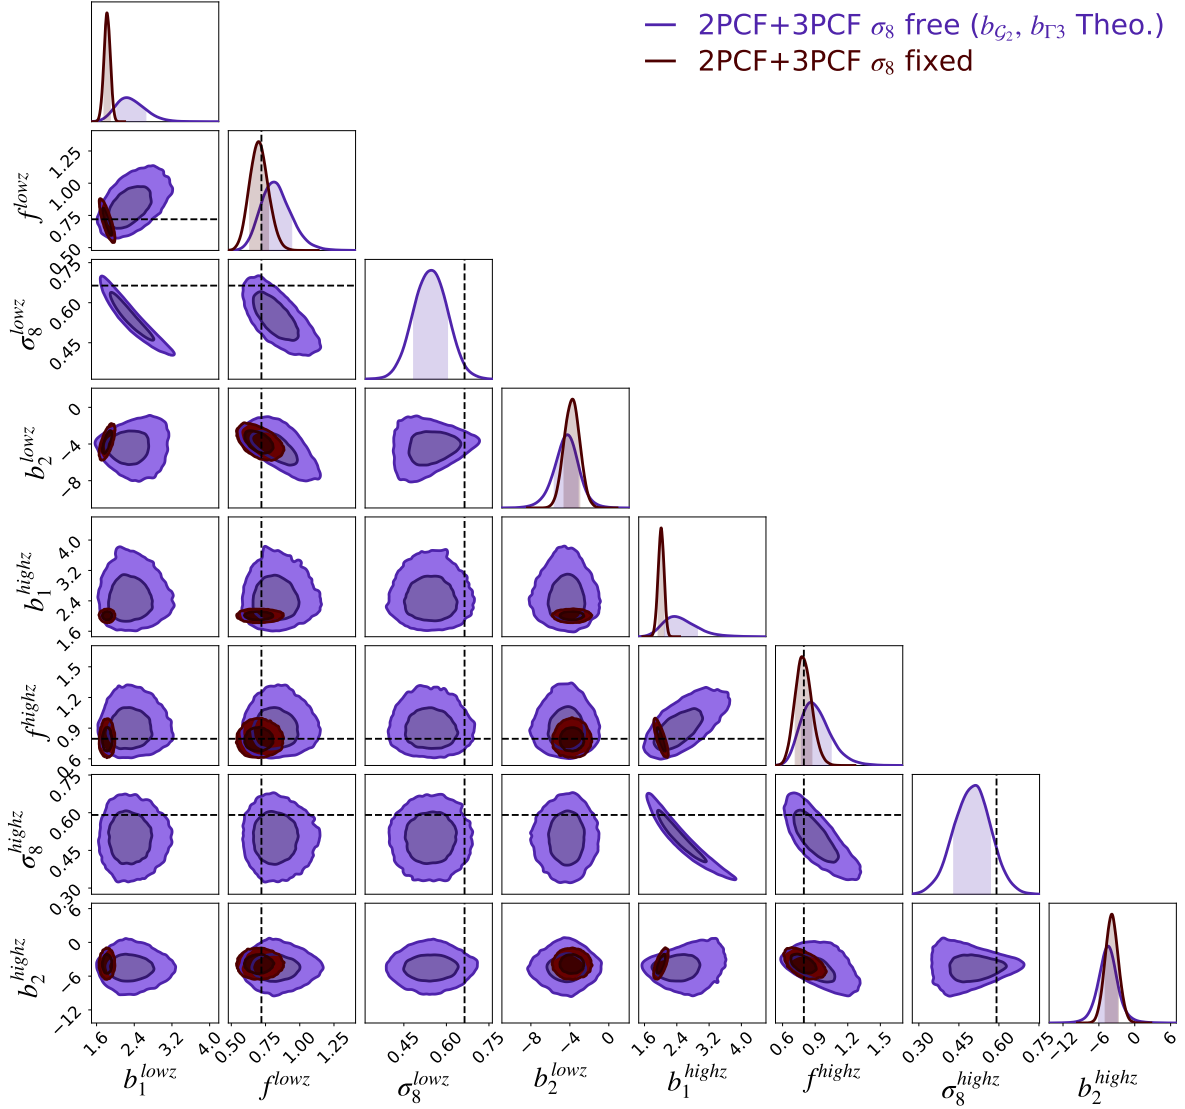 2PCF+3PCF σ₈ free (b_𝒢₂, b_Γ3 Theo.)
2PCF+3PCF σ₈ fixed
f^lowz
1.25
1.00
0.75
0.50
σ₈^lowz
0.75
0.60
0.45
b₂^lowz
0
−4
−8
b₁^highz
4.0
3.2
2.4
1.6
f^highz
1.5
1.2
0.9
0.6
σ₈^highz
0.75
0.60
0.45
0.30
b₂^highz
6
0
−6
−12
1.6 2.4 3.2 4.0 0.50 0.75 1.00 1.25 0.45 0.60 0.75 −8 −4 0 1.6 2.4 3.2 4.0 0.6 0.9 1.2 1.5 0.30 0.45 0.60 0.75 −12 −6 0 6
b₁^lowz f^lowz σ₈^lowz b₂^lowz b₁^highz f^highz σ₈^highz b₂^highz